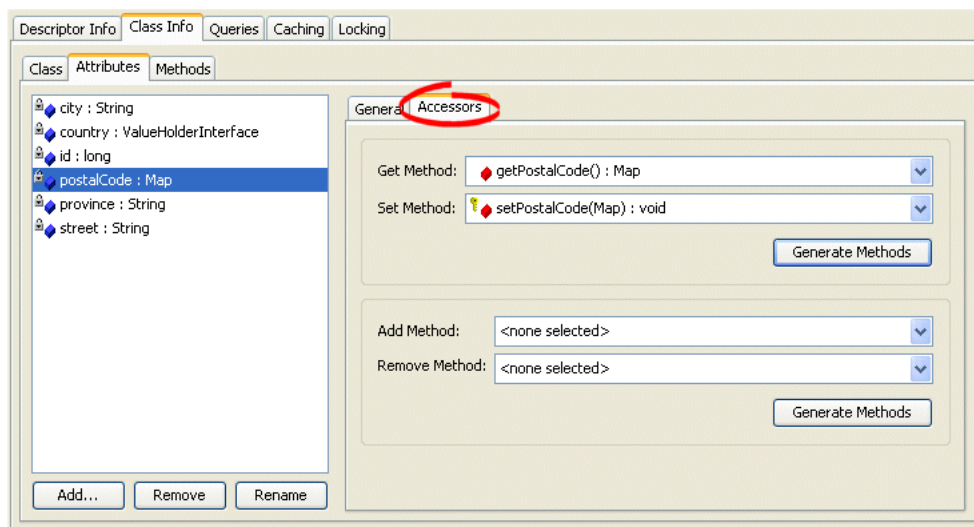 Descriptor Info Class Info Queries Caching Locking
Class Attributes Methods
city : String
country : ValueHolderInterface
id : long
postalCode : Map
province : String
street : String
Add... Remove Rename
General Accessors
Get Method: getPostalCode() : Map
Set Method: setPostalCode(Map) : void
Generate Methods
Add Method: <none selected>
Remove Method: <none selected>
Generate Methods